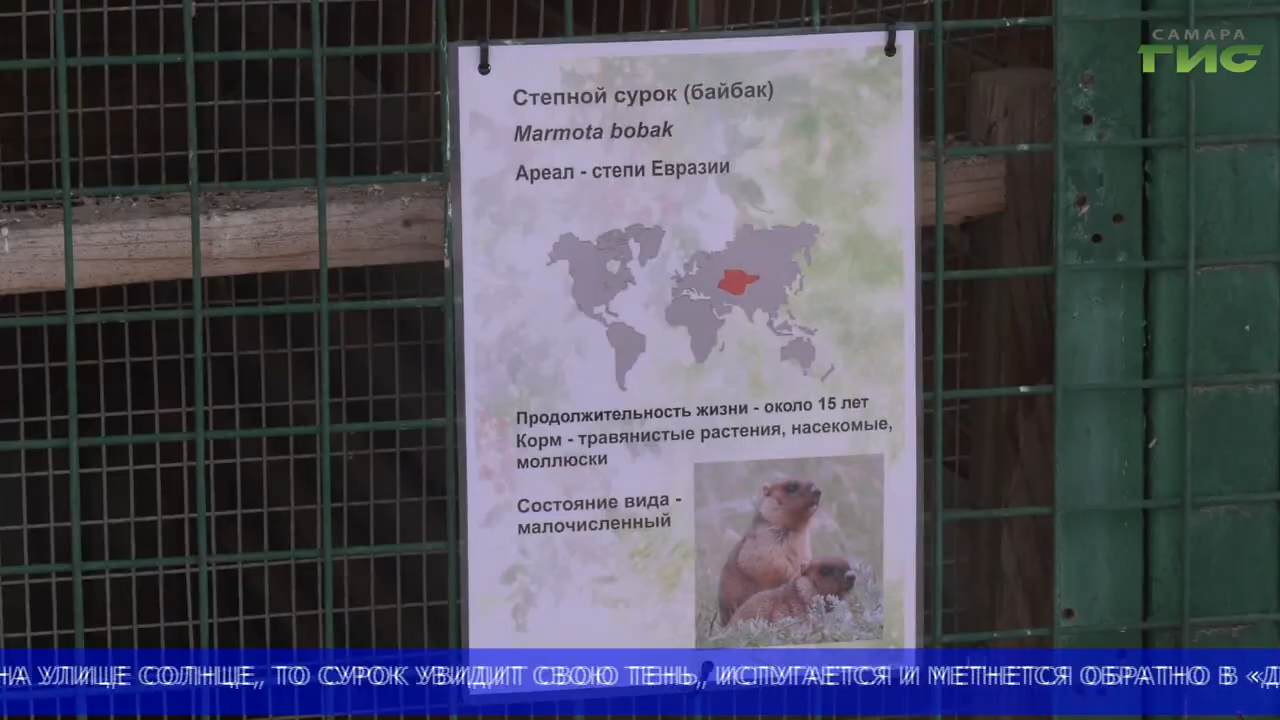 САМАРА
ГИС
Степной сурок (байбак)
Marmota bobak
Ареал - степи Евразии
Продолжительность жизни - около 15 лет
Корм - травянистые растения, насекомые,
моллюски
Состояние вида -
малочисленный
НА УЛИЦЕ СОЛНЦЕ, ТО СУРОК УВИДИТ СВОЮ ТЕНЬ, ИСПУГАЕТСЯ И МЕТНЕТСЯ ОБРАТНО В «Д